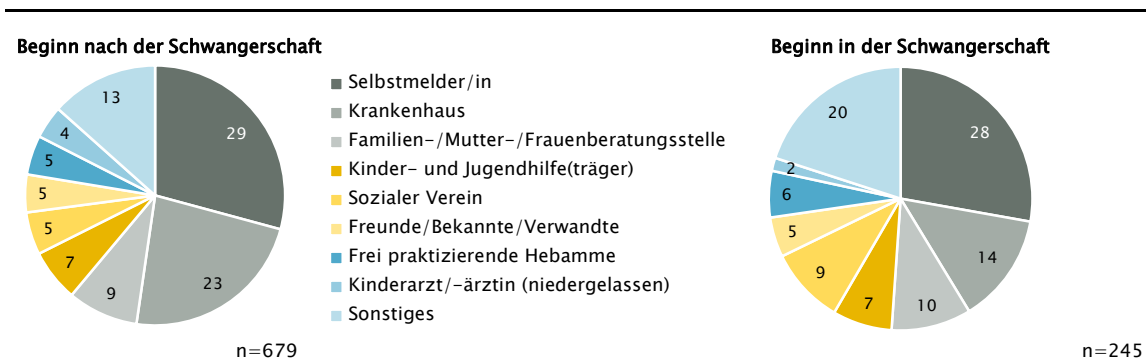 Beginn nach der Schwangerschaft
29
23
9
7
5
5
5
4
13
n=679
Selbstmelder/in
Krankenhaus
Familien-/Mutter-/Frauenberatungsstelle
Kinder- und Jugendhilfe(träger)
Sozialer Verein
Freunde/Bekannte/Verwandte
Frei praktizierende Hebamme
Kinderarzt/-ärztin (niedergelassen)
Sonstiges
Beginn in der Schwangerschaft
28
14
10
7
9
5
6
2
20
n=245